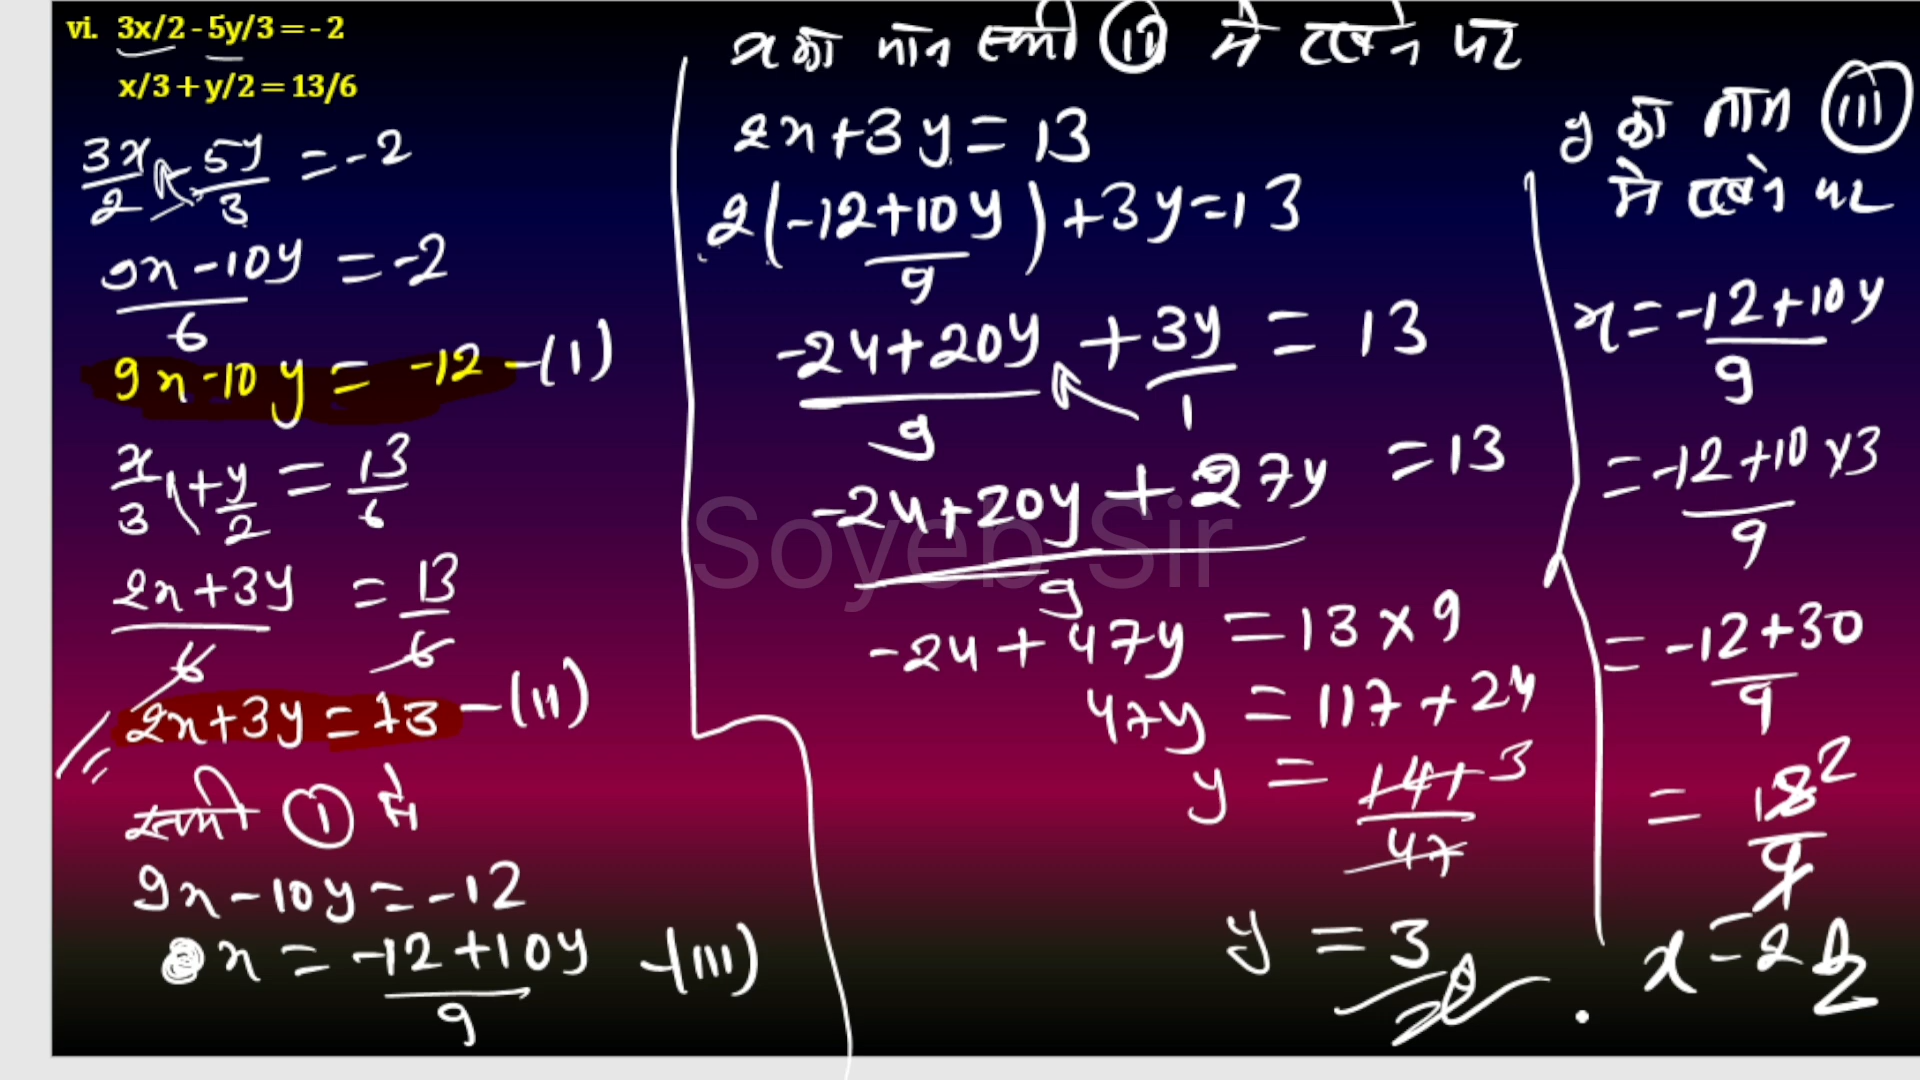 vi. 3x/2 - 5y/3 = - 2
x/3 + y/2 = 13/6
3x/2 - 5y/3 = -2
9x - 10y/6 = -2
9x - 10y = -12 -(I)
x/3 + y/2 = 13/6
2x + 3y/6 = 13/6
2x + 3y = 13 -(II)
समी ① से
9x - 10y = -12
x = -12 + 10y/9 -(III)
x का मान समी (II) मे रखने पर
2x + 3y = 13
2(-12 + 10y/9) + 3y = 13
-24 + 20y/9 + 3y/1 = 13
-24 + 20y + 27y/9 = 13
-24 + 47y = 13 × 9
47y = 117 + 24
y = 141/47 3
y = 3
y का मान (III)
मे रखने पर
x = -12 + 10y/9
= -12 + 10 × 3/9
= -12 + 30/9
= 18/9 2
x = 2
Soyeb Sir